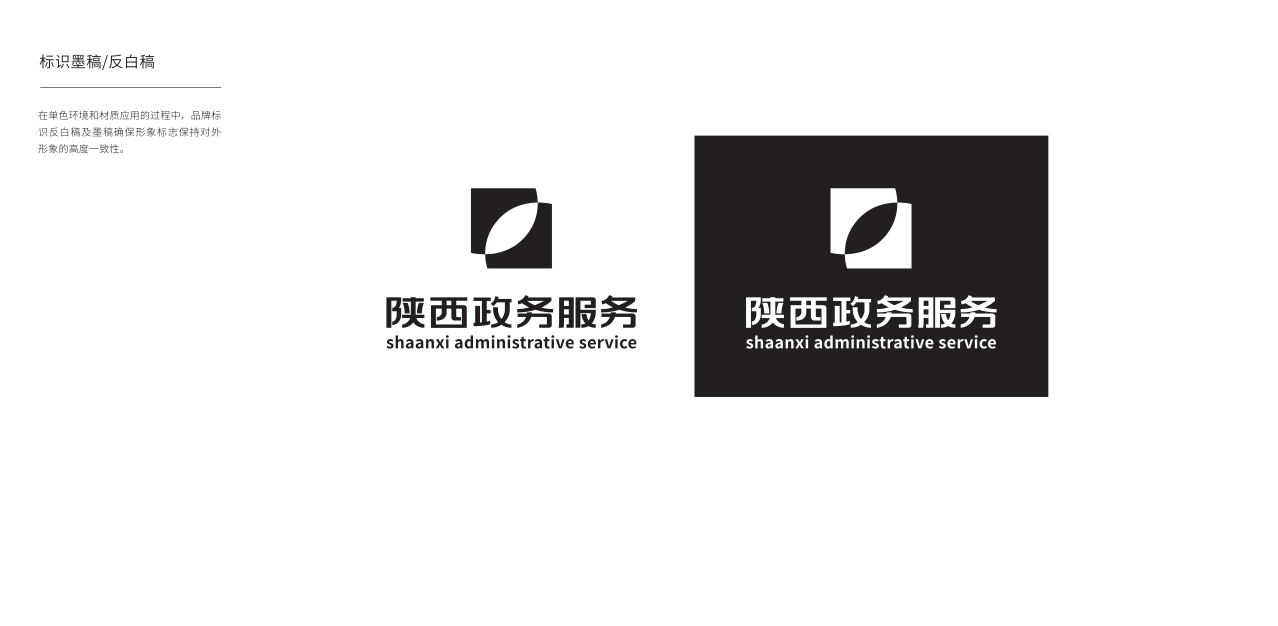 标识墨稿/反白稿
在单色环境和材质应用的过程中，品牌标
识反白稿及墨稿确保形象标志保持对外
形象的高度一致性。
陕西政务服务
shaanxi administrative service
陕西政务服务
shaanxi administrative service